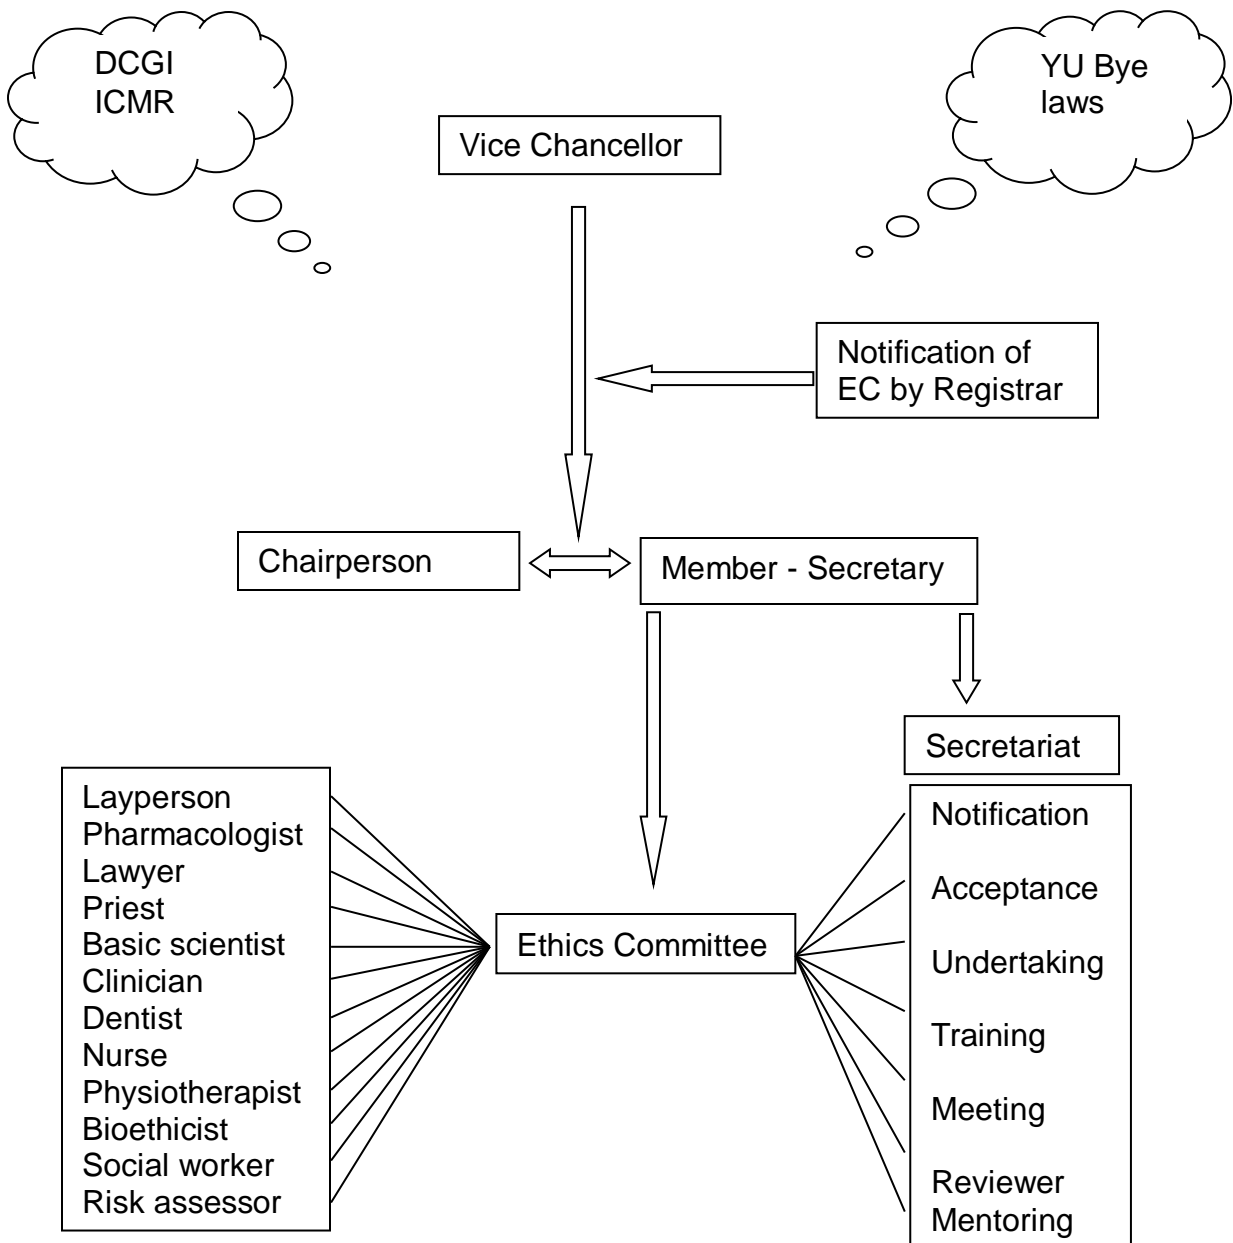 DCGI
ICMR
YU Bye
laws
Vice Chancellor
Notification of
EC by Registrar
Chairperson
Member - Secretary
Secretariat
Layperson
Pharmacologist
Lawyer
Priest
Basic scientist
Clinician
Dentist
Nurse
Physiotherapist
Bioethicist
Social worker
Risk assessor
Ethics Committee
Notification
Acceptance
Undertaking
Training
Meeting
Reviewer
Mentoring